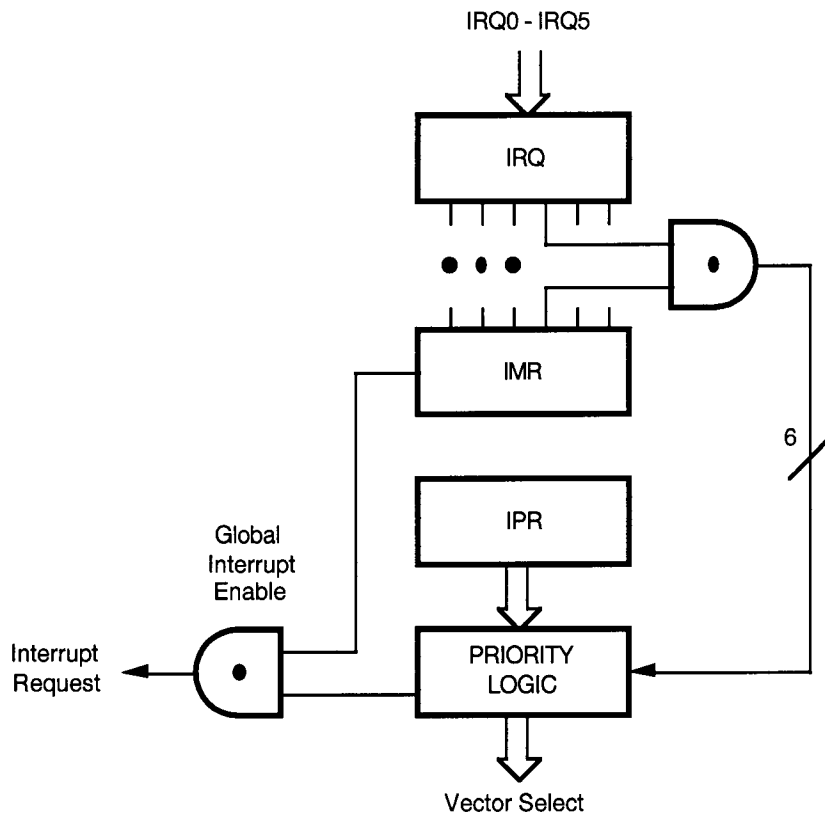 IRQ0 - IRQ5
IRQ
IMR
6
IPR
Global
Interrupt
Enable
Interrupt
Request
PRIORITY
LOGIC
Vector Select